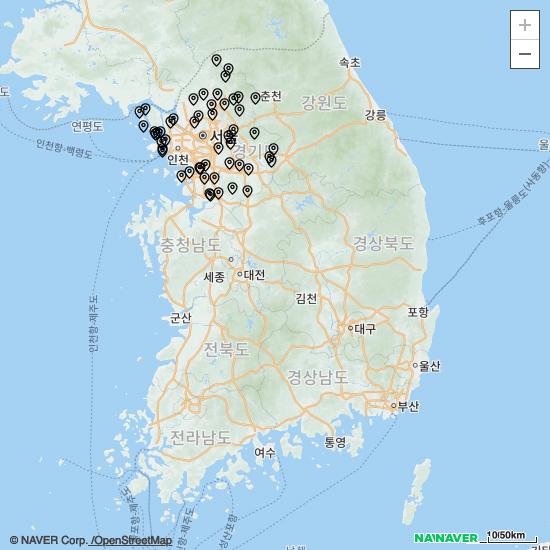 +
−
속초
춘천
강원도
강릉
연평도
서울
울
인천
경기도
인천항-백령도
후포항-울릉도(시동항)
충청남도
경상북도
세종
대전
김천
인천항-제주도
군산
포항
대구
전라북도
울산
경상남도
부산
전라남도
여수
통영
© NAVER Corp. /OpenStreetMap
NAVER
10/50km